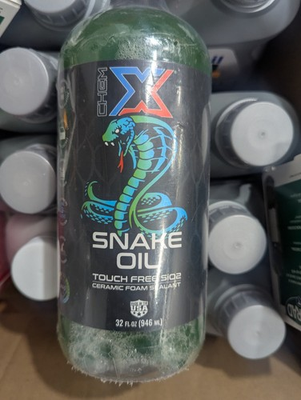 CHEM
X
SNAKE
OIL
TOUCH FREE SIO2
CERAMIC FOAM SEALANT
32 fl oz (946 mL)